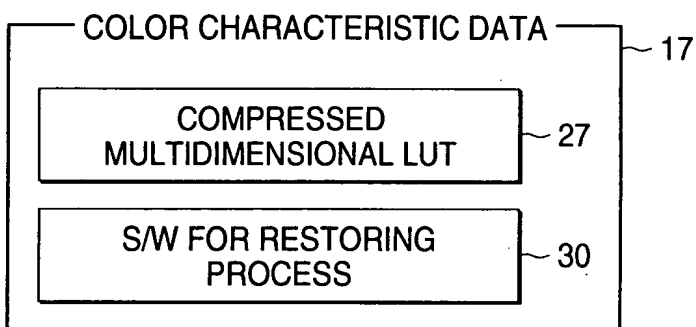 COLOR CHARACTERISTIC DATA
17
COMPRESSED
MULTIDIMENSIONAL LUT
27
S/W FOR RESTORING
PROCESS
30